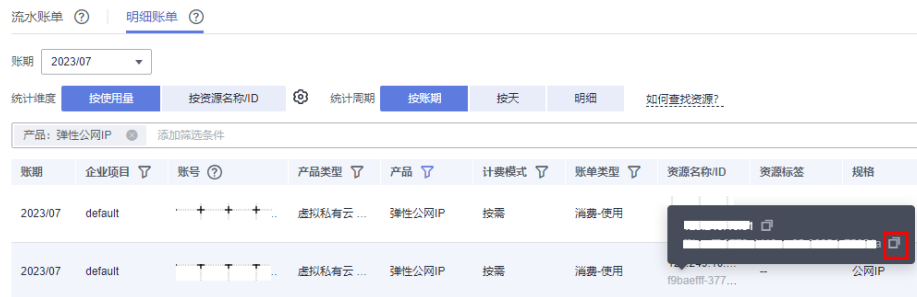 流水账单 ? 明细账单 ?
账期 2023/07
统计维度 按使用量 按资源名称/ID 统计周期 按账期 按天 明细 如何查找资源?
产品：弹性公网IP 添加筛选条件
账期 企业项目 账号 ? 产品类型 产品 计费模式 账单类型 资源名称/ID 资源标签 规格
2023/07 default 虚拟私有云 ... 弹性公网IP 按需 消费-使用
2023/07 default 虚拟私有云 ... 弹性公网IP 按需 消费-使用 -- 公网IP
f9baefff-377...